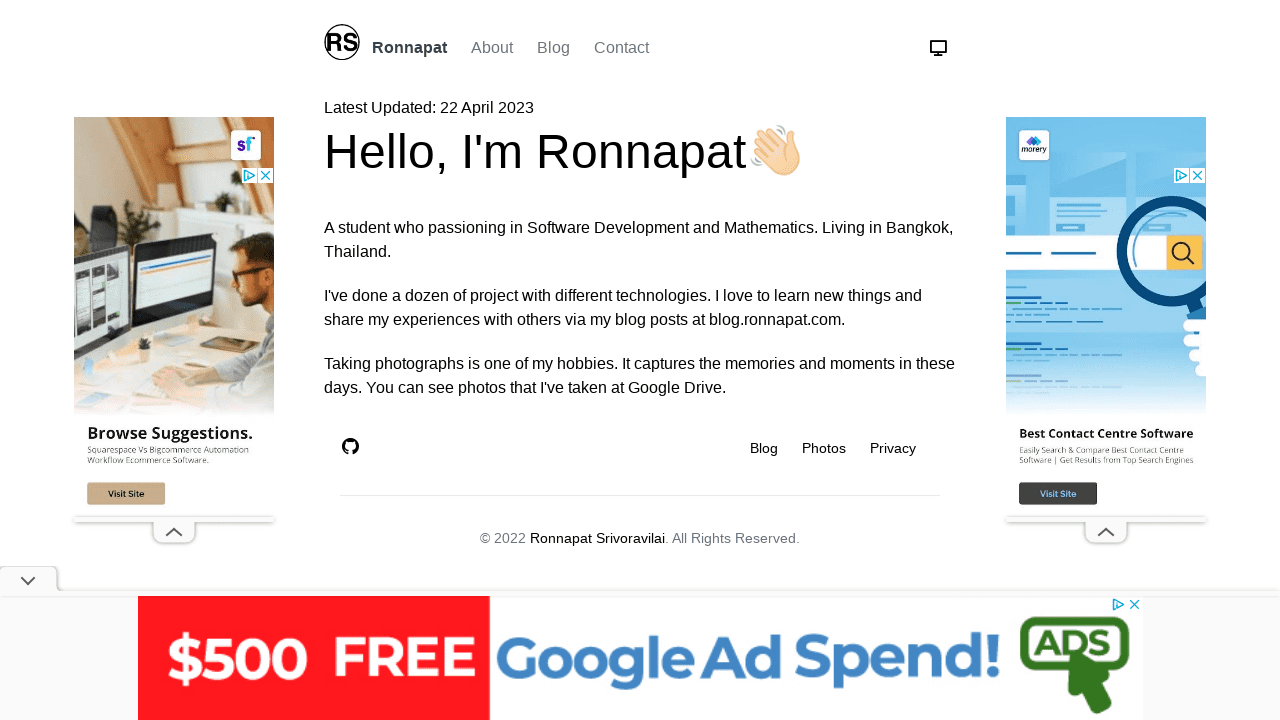 RS
Ronnapat About Blog Contact
Latest Updated: 22 April 2023
Hello, I'm Ronnapat👋🏻
A student who passioning in Software Development and Mathematics. Living in Bangkok,
Thailand.
I've done a dozen of project with different technologies. I love to learn new things and
share my experiences with others via my blog posts at blog.ronnapat.com.
Taking photographs is one of my hobbies. It captures the memories and moments in these
days. You can see photos that I've taken at Google Drive.
Blog Photos Privacy
© 2022 Ronnapat Srivoravilai. All Rights Reserved.
sf
Browse Suggestions.
Squarespace Vs Bigcommerce Automation
Workflow Ecommerce Software.
Visit Site
morery
Best Contact Centre Software
Easily Search & Compare Best Contact Centre
Software | Get Results from Top Search Engines
Visit Site
$500 FREE Google Ad Spend! ADS